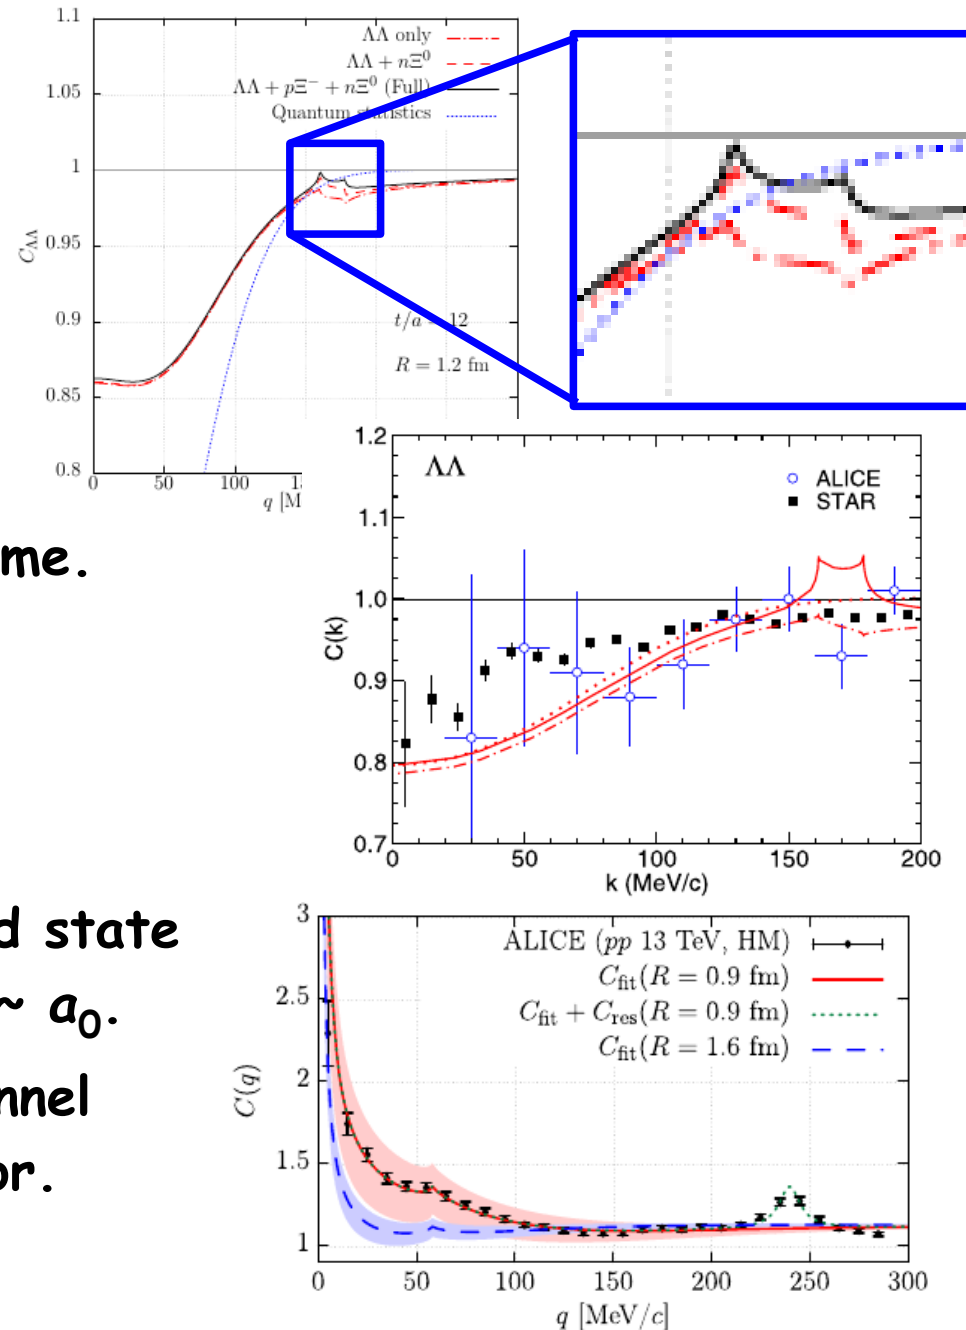 1.1
ΛΛ only
ΛΛ + nΞ⁰
1.05
ΛΛ + pΞ⁻ + nΞ⁰ (Full)
Quantum statistics
1
C_ΛΛ
0.95
0.9
t/a = 12
R = 1.2 fm
0.85
0.8
0 50 100
q [M
1.2
ΛΛ
ALICE
STAR
1.1
me.
1.0
C(k)
0.9
0.8
0.7
0 50 100 150 200
k (MeV/c)
d state
~ a₀.
nnel
or.
3
ALICE (pp 13 TeV, HM)
C_fit(R = 0.9 fm)
2.5
C_fit + C_res(R = 0.9 fm)
C_fit(R = 1.6 fm)
C(q)
2
1.5
1
0 50 100 150 200 250 300
q [MeV/c]